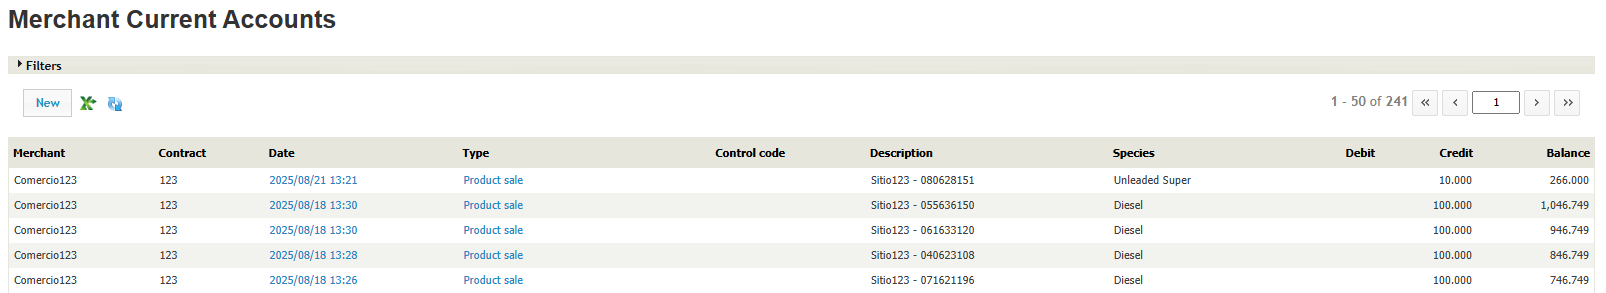 Merchant Current Accounts
Filters
New 1 - 50 of 241 « ‹ 1 › »
Merchant Contract Date Type Control code Description Species Debit Credit Balance
Comercio123 123 2025/08/21 13:21 Product sale Sitio123 - 080628151 Unleaded Super 10.000 266.000
Comercio123 123 2025/08/18 13:30 Product sale Sitio123 - 055636150 Diesel 100.000 1,046.749
Comercio123 123 2025/08/18 13:30 Product sale Sitio123 - 061633120 Diesel 100.000 946.749
Comercio123 123 2025/08/18 13:28 Product sale Sitio123 - 040623108 Diesel 100.000 846.749
Comercio123 123 2025/08/18 13:26 Product sale Sitio123 - 071621196 Diesel 100.000 746.749